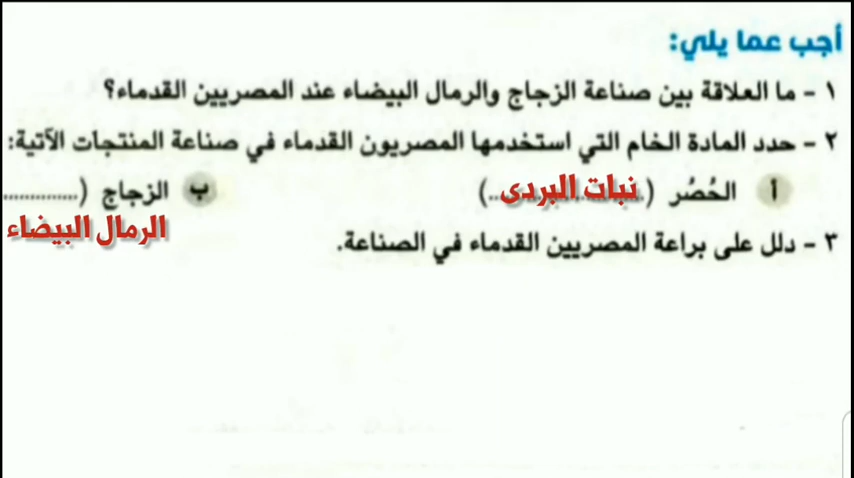 أجب عما يلي:
١ - ما العلاقة بين صناعة الزجاج والرمال البيضاء عند المصريين القدماء؟
٢ - حدد المادة الخام التي استخدمها المصريون القدماء في صناعة المنتجات الآتية:
أ الحُصُر (نبات البردى..) ب الزجاج (..............
الرمال البيضاء
٣ - دلل على براعة المصريين القدماء في الصناعة.